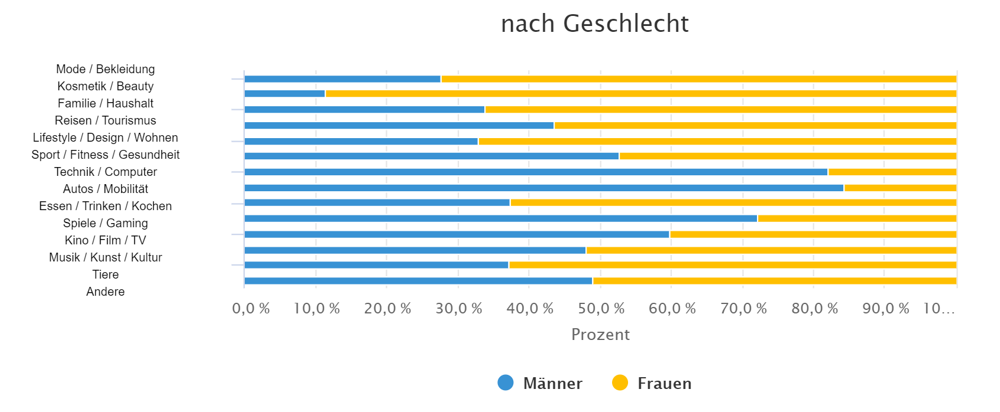 nach Geschlecht
Mode / Bekleidung
Kosmetik / Beauty
Familie / Haushalt
Reisen / Tourismus
Lifestyle / Design / Wohnen
Sport / Fitness / Gesundheit
Technik / Computer
Autos / Mobilität
Essen / Trinken / Kochen
Spiele / Gaming
Kino / Film / TV
Musik / Kunst / Kultur
Tiere
Andere
0,0 % 10,0 % 20,0 % 30,0 % 40,0 % 50,0 % 60,0 % 70,0 % 80,0 % 90,0 % 10…
Prozent
Männer Frauen